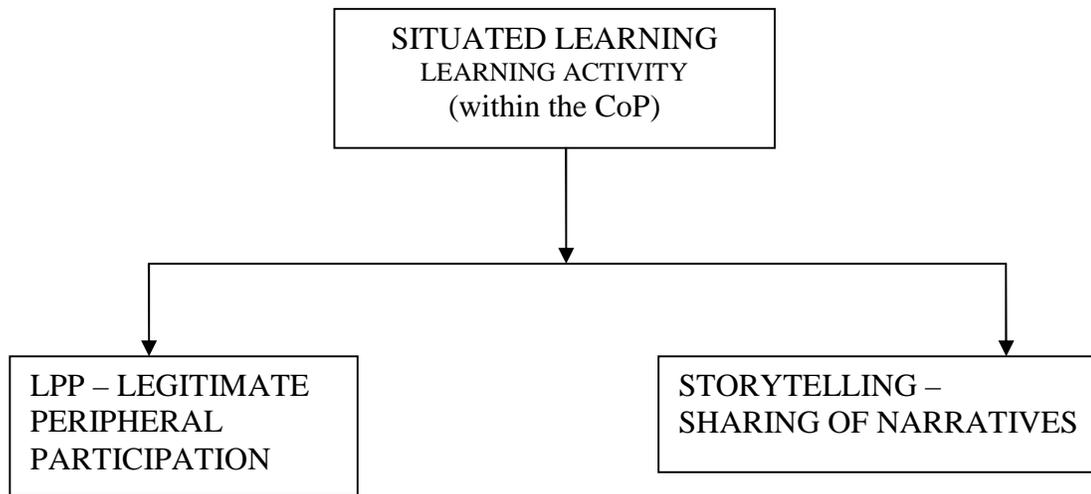 SITUATED LEARNING
LEARNING ACTIVITY
(within the CoP)
LPP – LEGITIMATE
PERIPHERAL
PARTICIPATION
STORYTELLING –
SHARING OF NARRATIVES